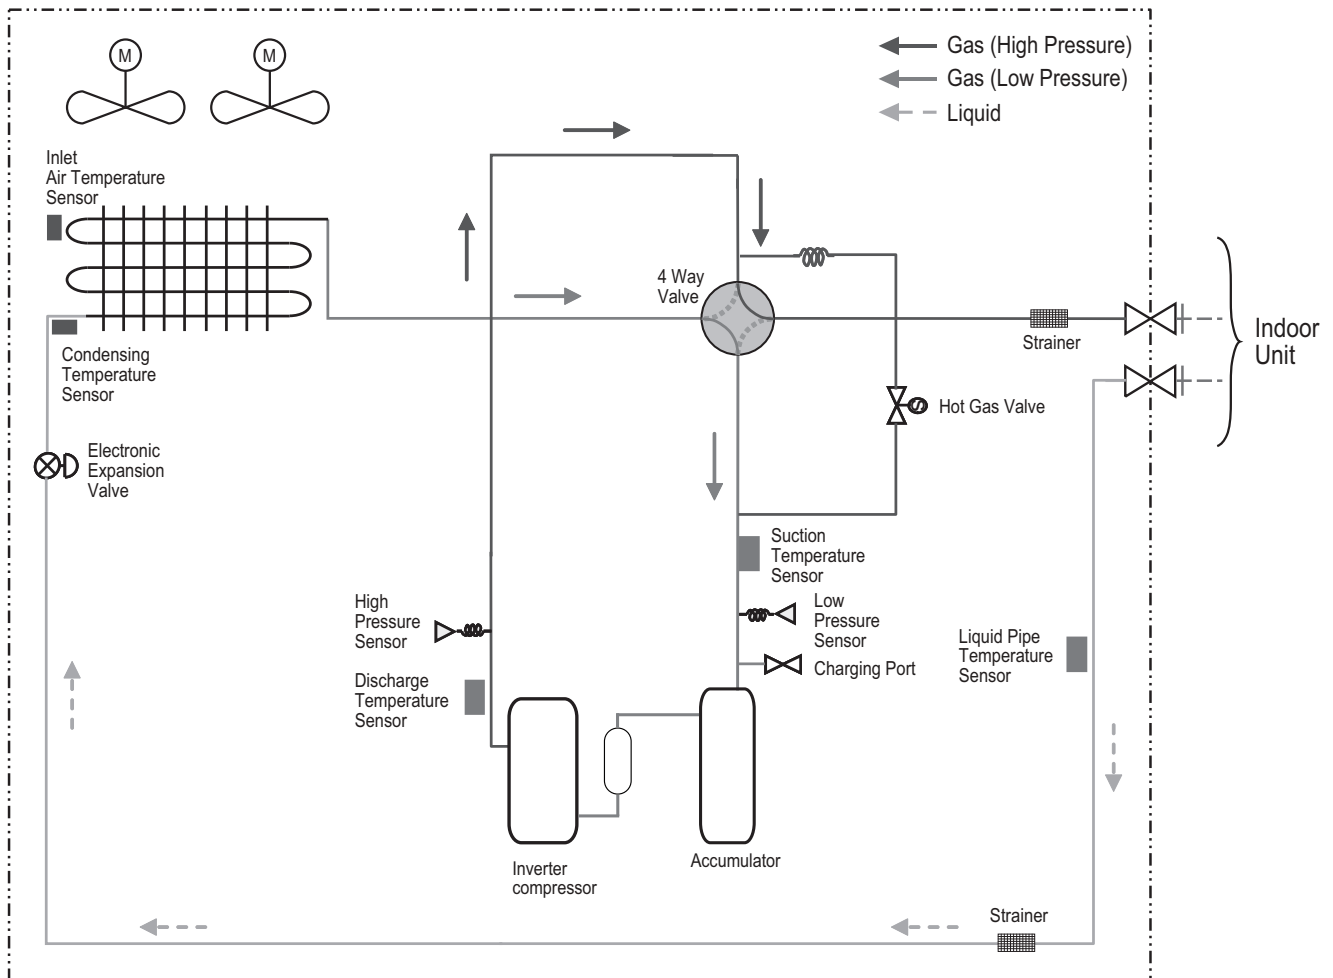 M
M
Gas (High Pressure)
Gas (Low Pressure)
Liquid
Inlet
Air Temperature
Sensor
4 Way
Valve
Strainer
Indoor
Unit
Condensing
Temperature
Sensor
Hot Gas Valve
S
Electronic
Expansion
Valve
Suction
Temperature
Sensor
High
Pressure
Sensor
Low
Pressure
Sensor
Liquid Pipe
Temperature
Sensor
Charging Port
Discharge
Temperature
Sensor
Inverter
compressor
Accumulator
Strainer